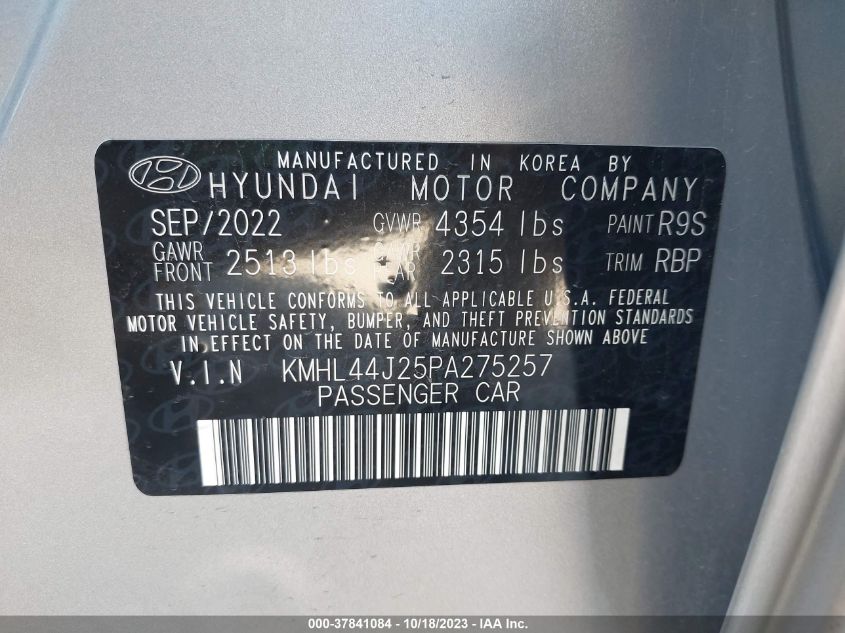 MANUFACTURED IN KOREA BY
HYUNDAI MOTOR COMPANY
SEP/2022 GVWR 4354 lbs PAINT R9S
GAWR FRONT 2513 lbs GAWR REAR 2315 lbs TRIM RBP
THIS VEHICLE CONFORMS TO ALL APPLICABLE U.S.A. FEDERAL
MOTOR VEHICLE SAFETY, BUMPER, AND THEFT PREVENTION STANDARDS
IN EFFECT ON THE DATE OF MANUFACTURE SHOWN ABOVE
V.I.N KMHL44J25PA275257
PASSENGER CAR
000-37841084 - 10/18/2023 - IAA Inc.